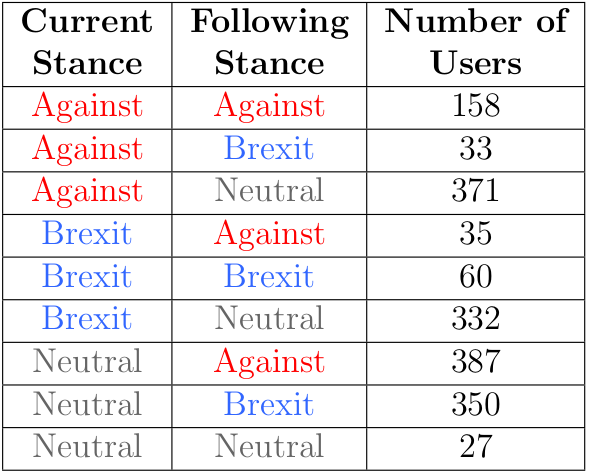 Current Following Number of
Stance Stance Users
Against Against 158
Against Brexit 33
Against Neutral 371
Brexit Against 35
Brexit Brexit 60
Brexit Neutral 332
Neutral Against 387
Neutral Brexit 350
Neutral Neutral 27